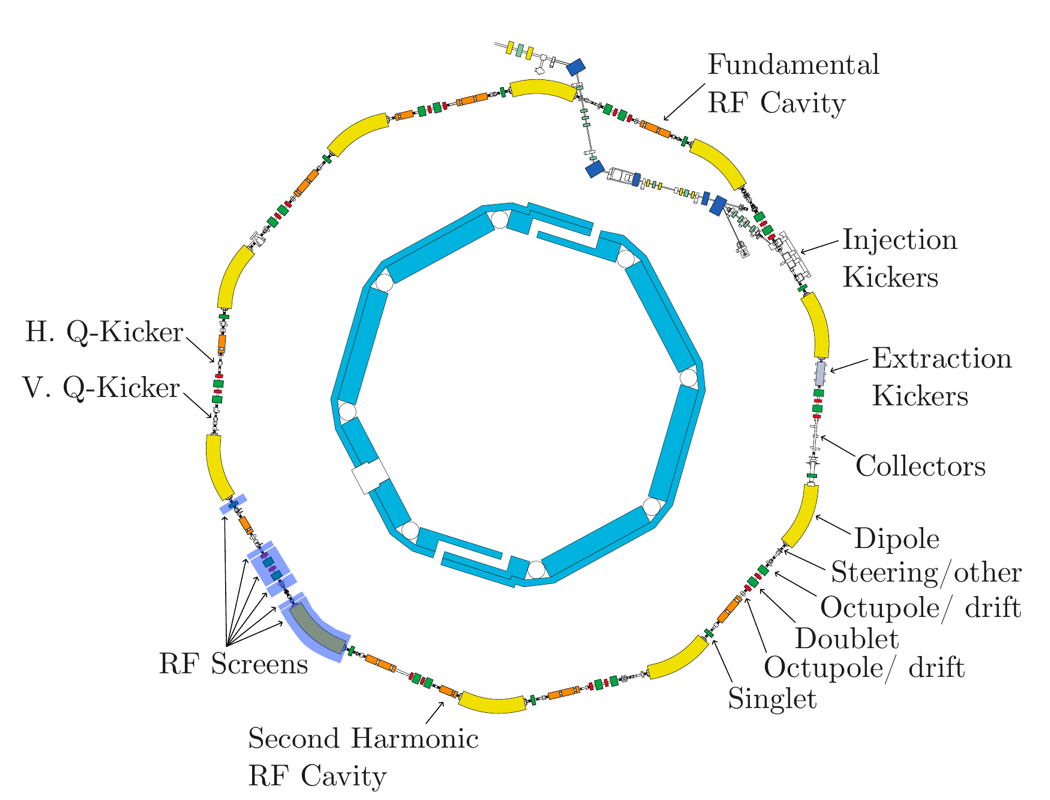 Fundamental
RF Cavity
Injection
Kickers
H. Q-Kicker
V. Q-Kicker
Extraction
Kickers
Collectors
Dipole
Steering/other
Octupole/ drift
Doublet
Octupole/ drift
Singlet
RF Screens
Second Harmonic
RF Cavity